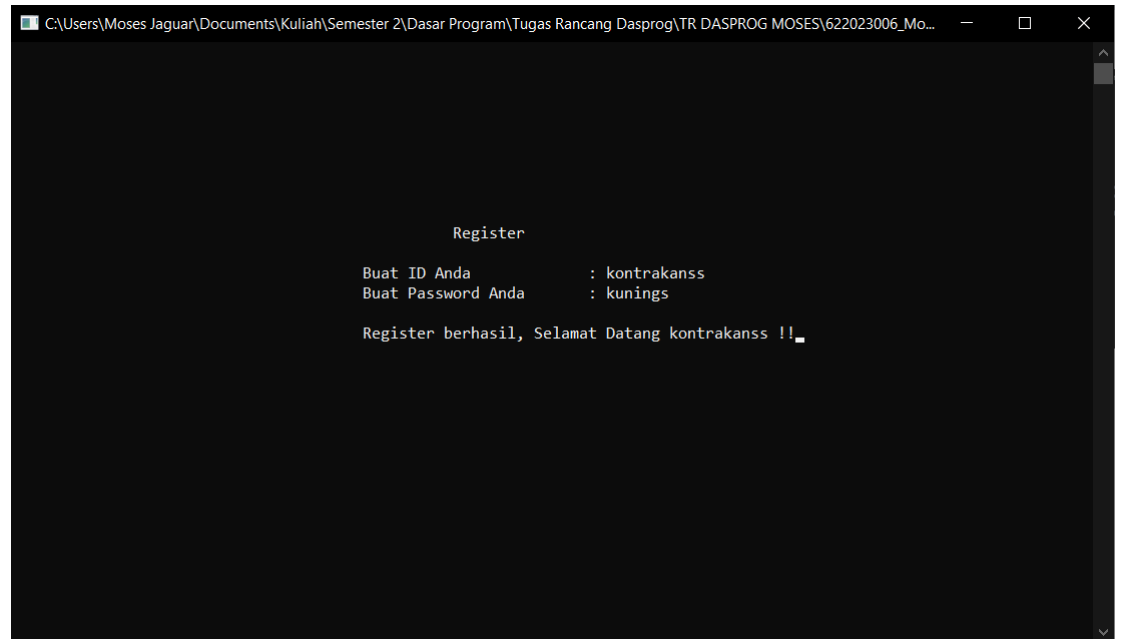 C:\Users\Moses Jaguar\Documents\Kuliah\Semester 2\Dasar Program\Tugas Rancang Dasprog\TR DASPROG MOSES\622023006_Mo...
Register
Buat ID Anda : kontrakanss
Buat Password Anda : kunings
Register berhasil, Selamat Datang kontrakanss !!